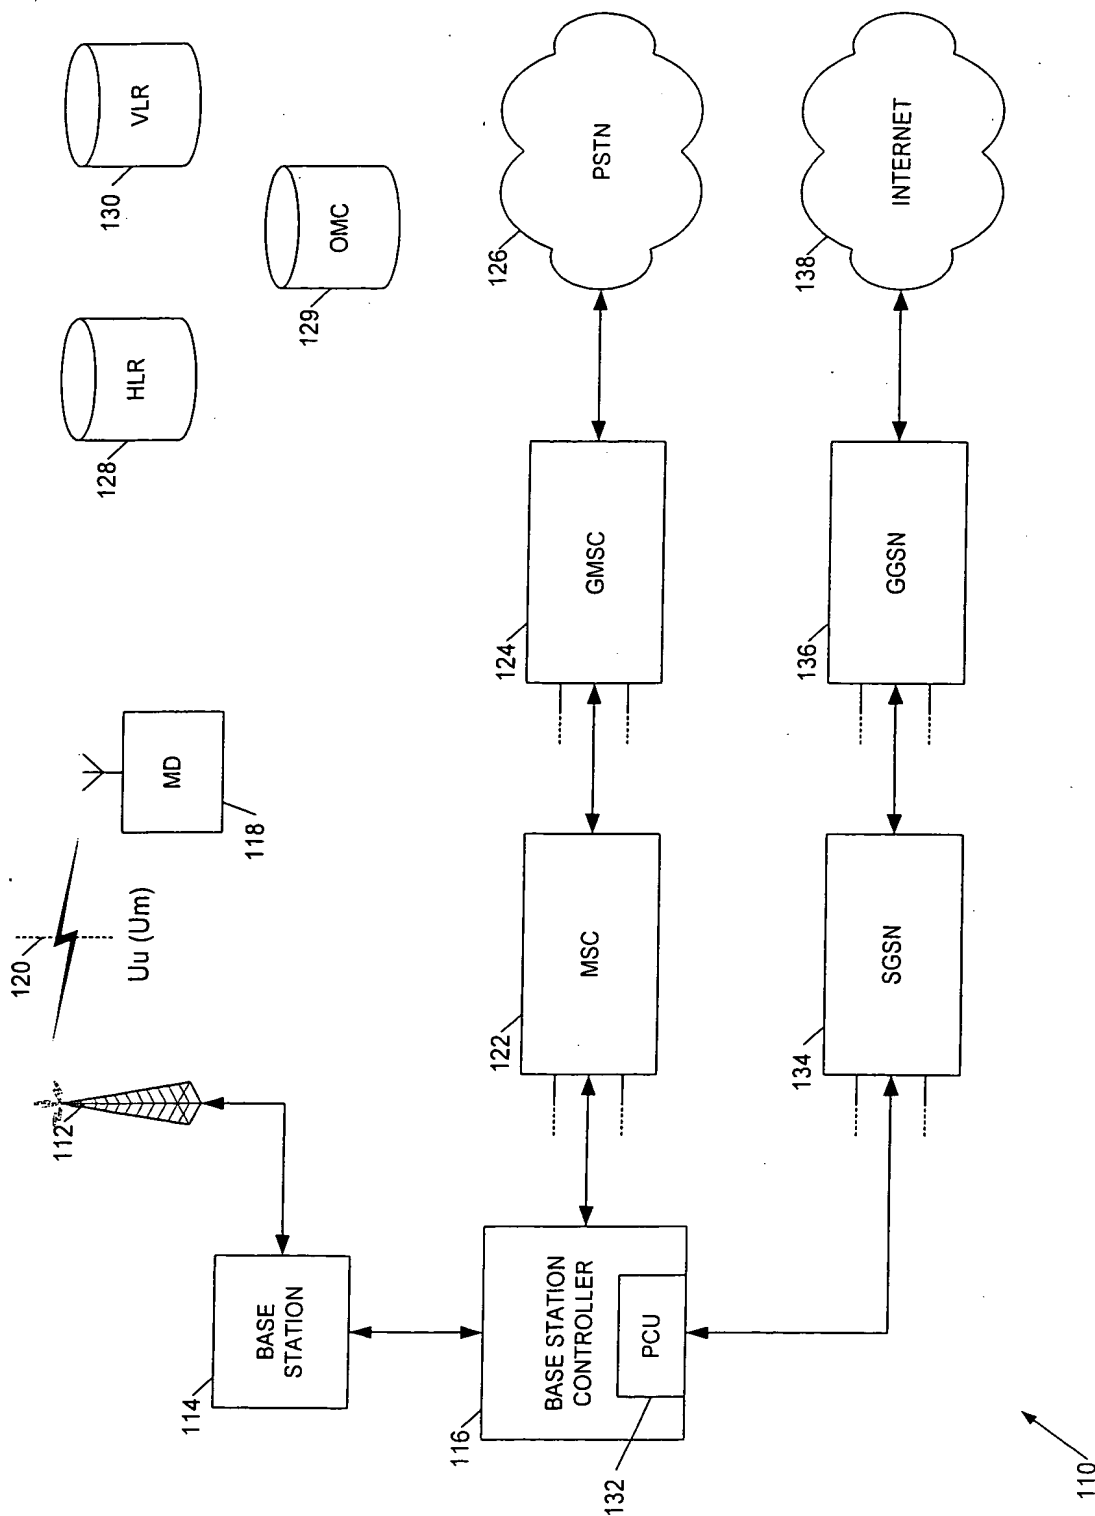 120
Uu (Um)
112
MD
118
HLR
128
VLR
130
OMC
129
114
BASE
STATION
116
BASE STATION
CONTROLLER
PCU
132
122
MSC
124
GMSC
126
PSTN
134
SGSN
136
GGSN
138
INTERNET
110